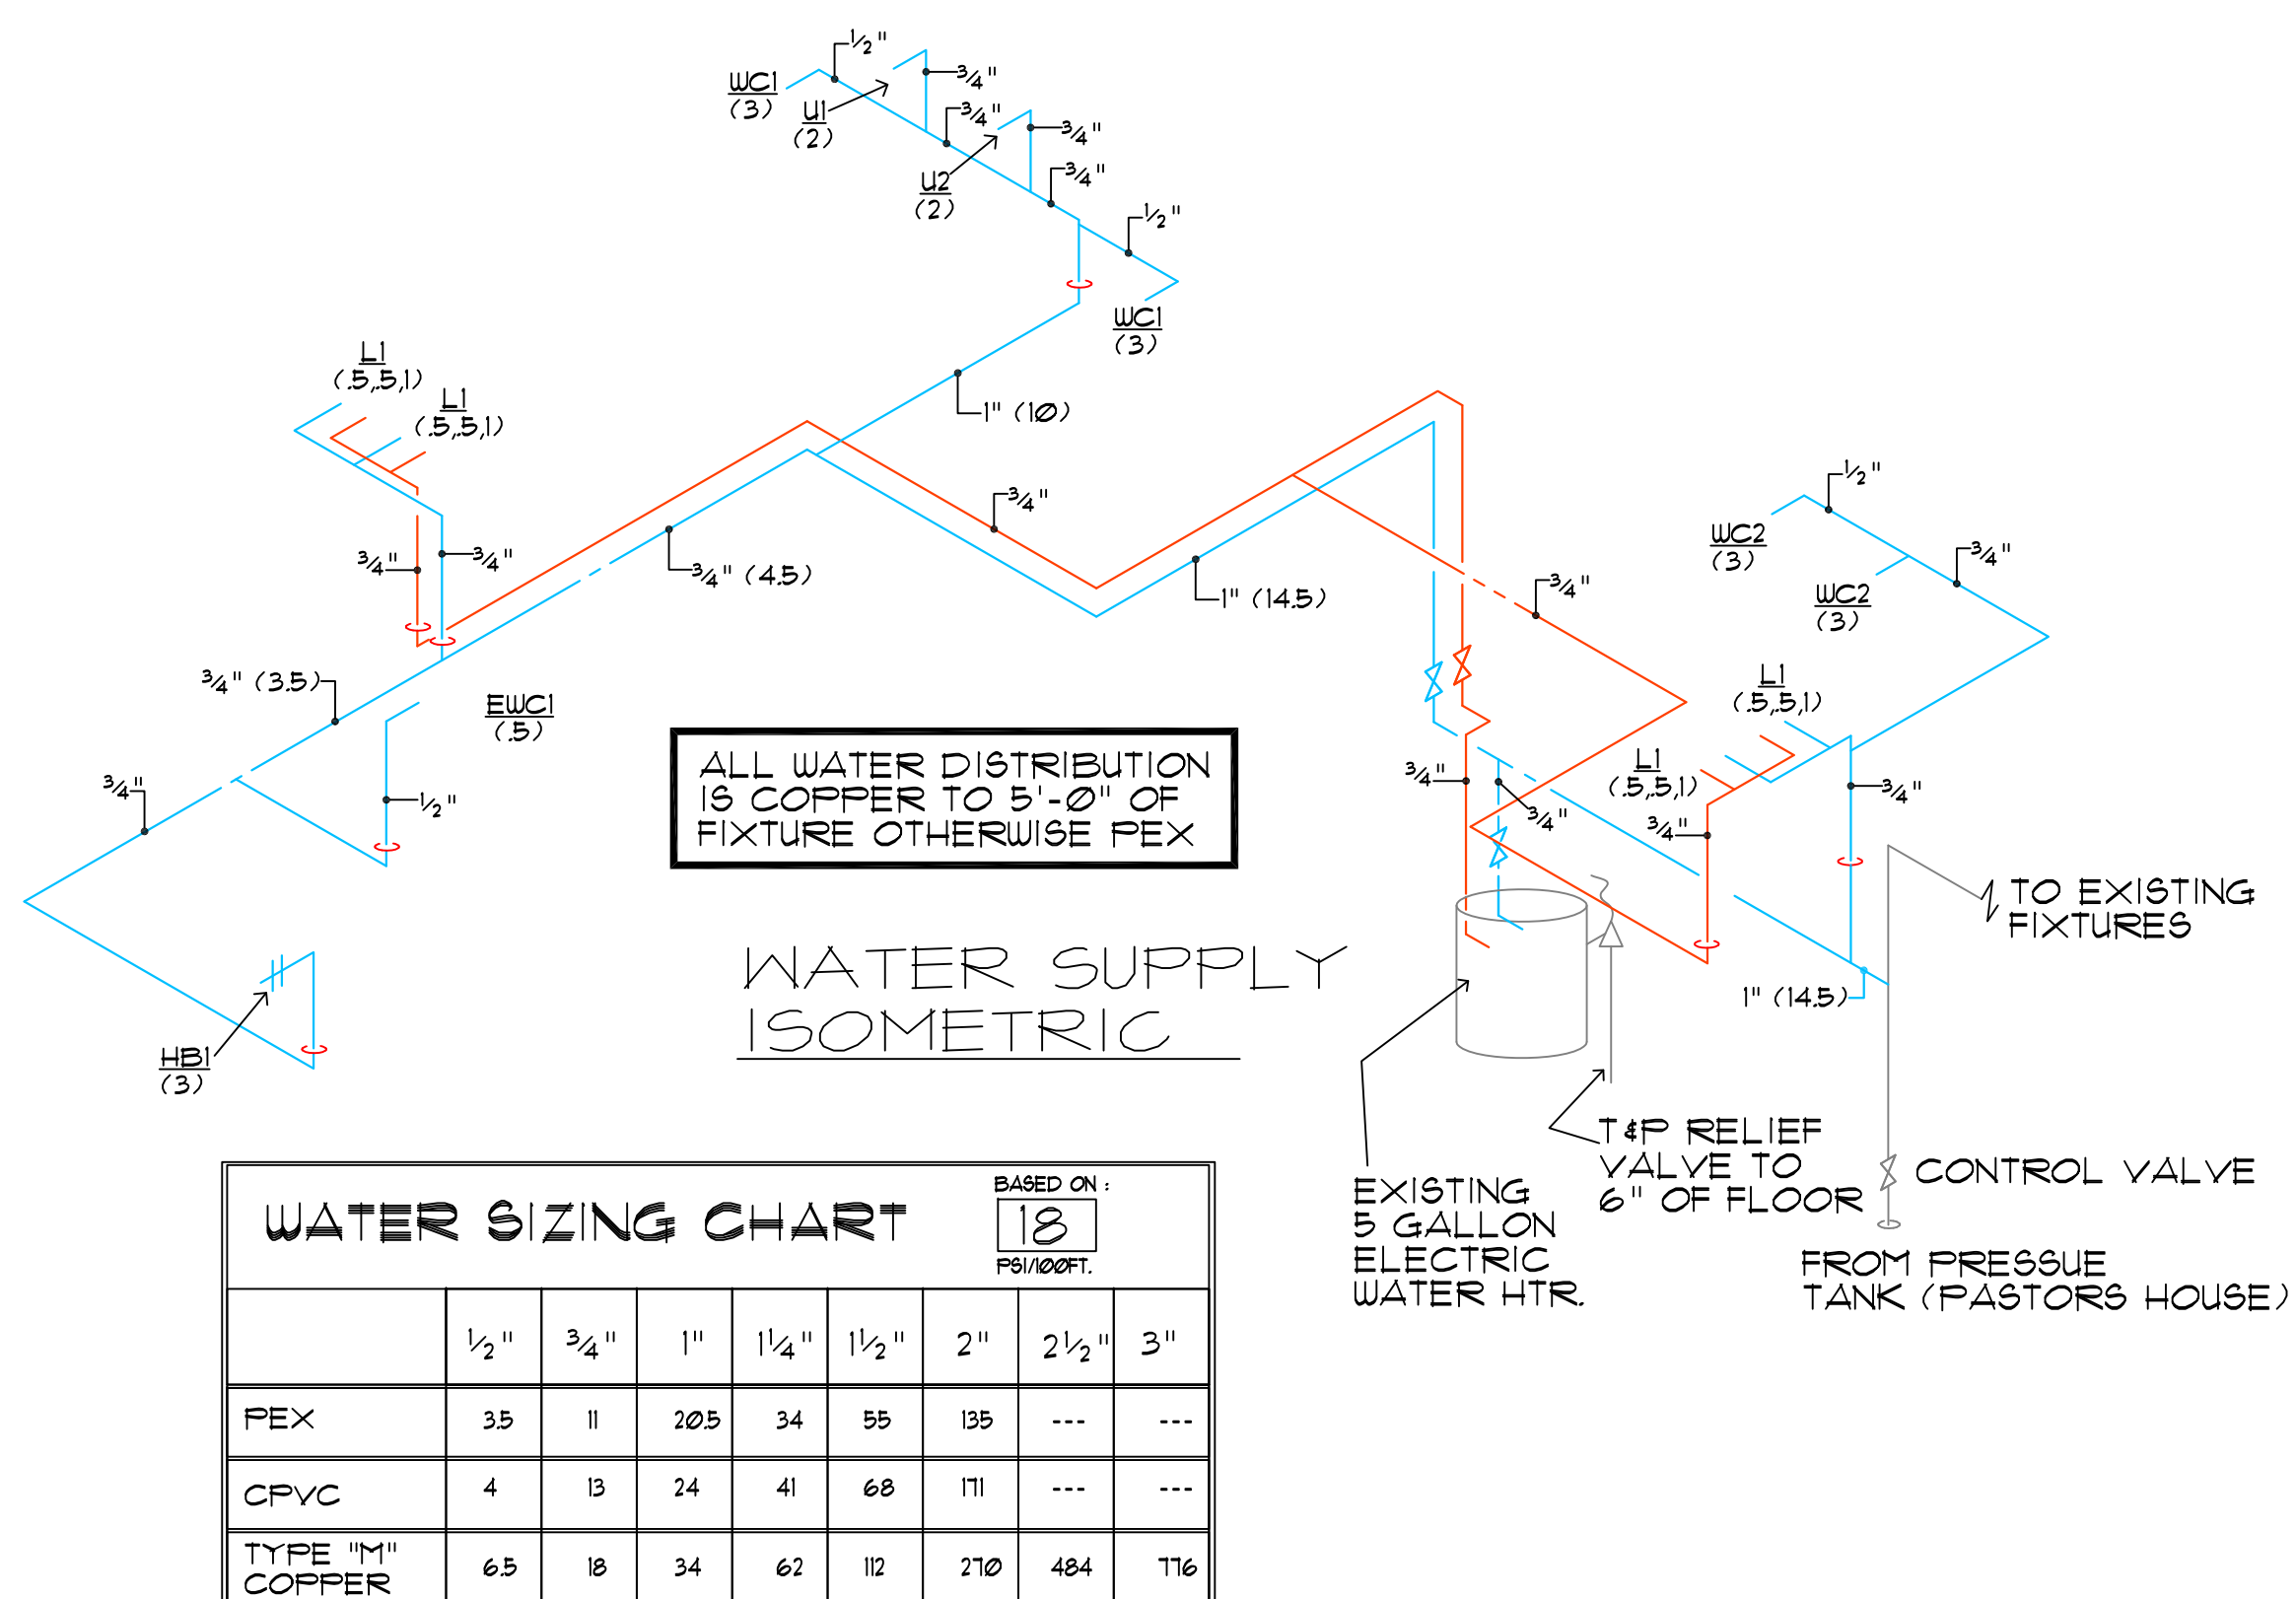 1/2"
3/4"
WC1
(3)
U1
(2)
3/4"
3/4"
U2
(2)
3/4"
1/2"
WC1
(3)
L1
(.5,.5,1)
L1
(.5,.5,1)
1" (10)
3/4"
3/4"
3/4"
3/4" (4.5)
1" (14.5)
3/4"
1/2"
WC2
(3)
3/4"
WC2
(3)
3/4" (3.5)
EWC1
(.5)
L1
(.5,.5,1)
L1
(.5,.5,1)
3/4"
1/2"
3/4"
3/4"
3/4"
3/4"
ALL WATER DISTRIBUTION
IS COPPER TO 5'-0" OF
FIXTURE OTHERWISE PEX
TO EXISTING
FIXTURES
WATER SUPPLY
ISOMETRIC
1" (14.5)
HB1
(3)
T&P RELIEF
VALVE TO
6" OF FLOOR
CONTROL VALVE
EXISTING
5 GALLON
ELECTRIC
WATER HTR.
FROM PRESSUE
TANK (PASTORS HOUSE)
WATER SIZING CHART
BASED ON :
18
PSI/100FT.
1/2" 3/4" 1" 1 1/4" 1 1/2" 2" 2 1/2" 3"
PEX 3.5 11 20.5 34 55 135 --- ---
CPVC 4 13 24 41 68 171 --- ---
TYPE "M"
COPPER 6.5 18 34 62 112 270 484 776